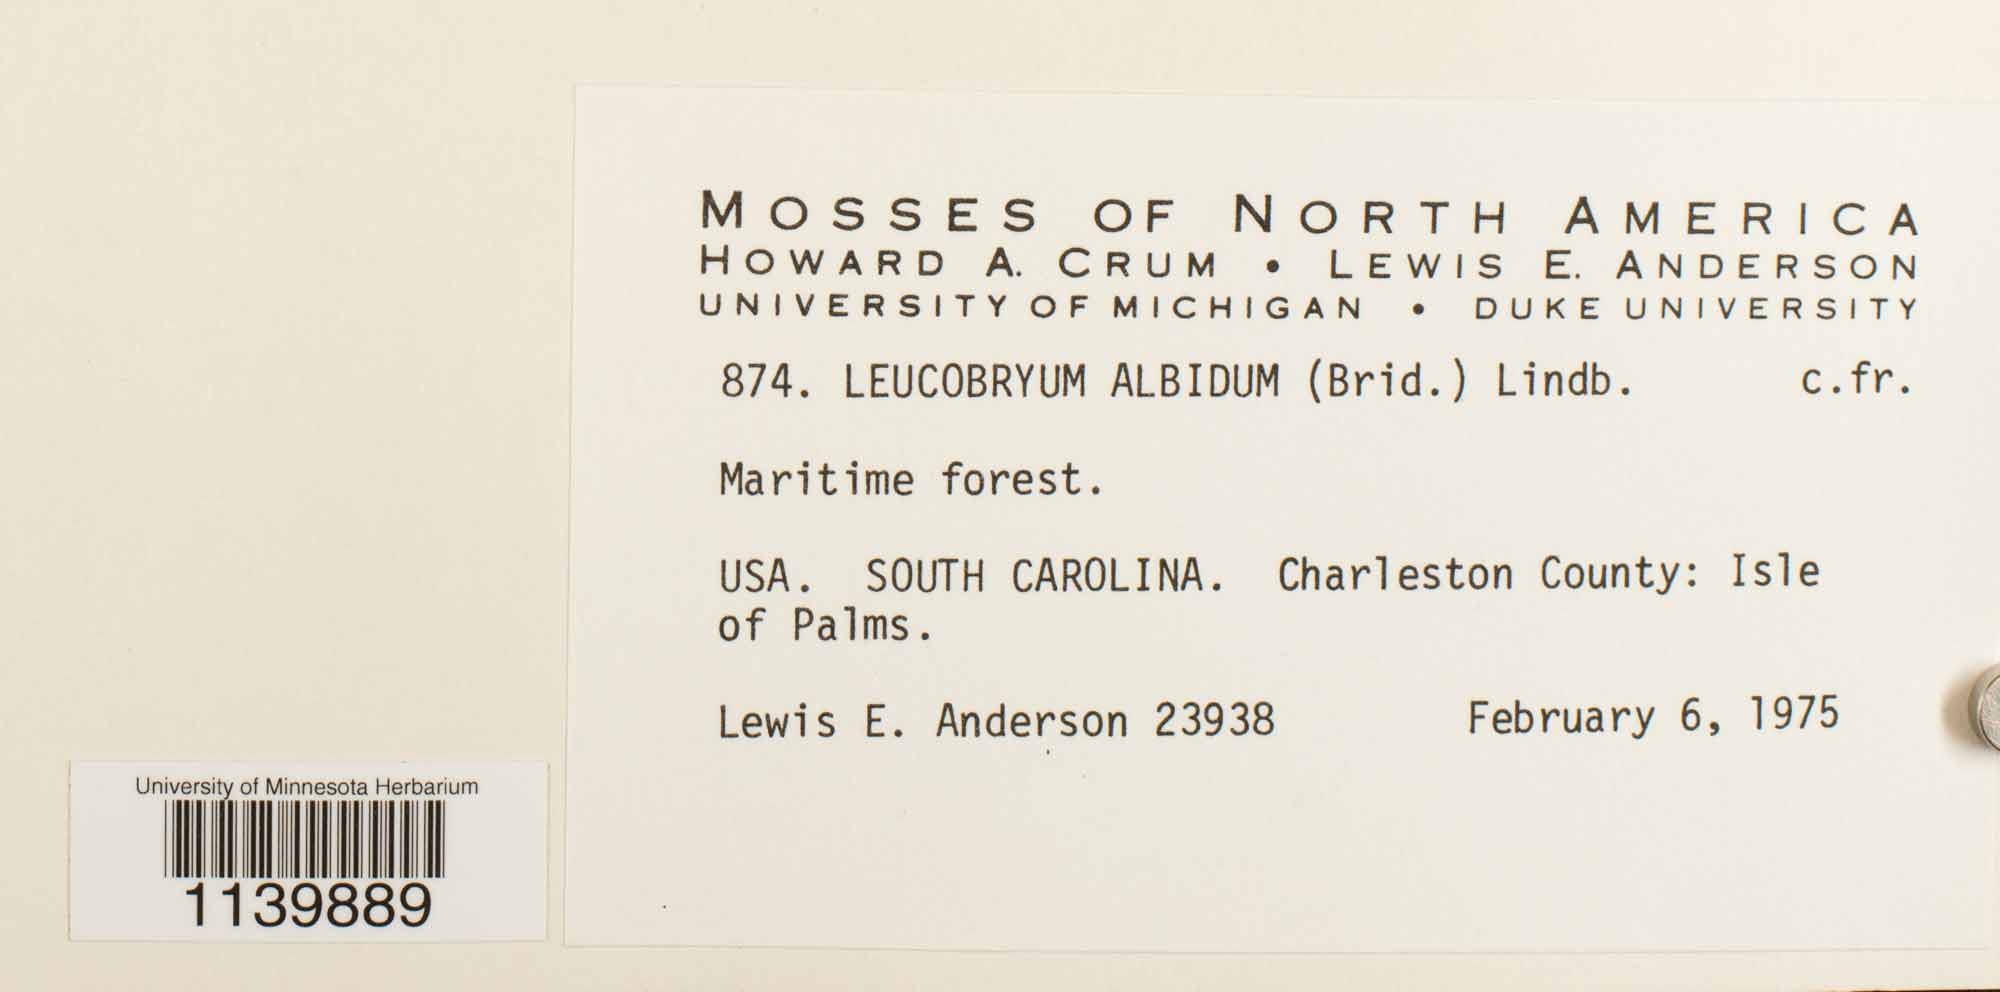 MOSSES OF NORTH AMERICA
HOWARD A. CRUM • LEWIS E. ANDERSON
UNIVERSITY OF MICHIGAN • DUKE UNIVERSITY
874. LEUCOBRYUM ALBIDUM (Brid.) Lindb. c.fr.
Maritime forest.
USA. SOUTH CAROLINA. Charleston County: Isle
of Palms.
Lewis E. Anderson 23938 February 6, 1975
University of Minnesota Herbarium
1139889